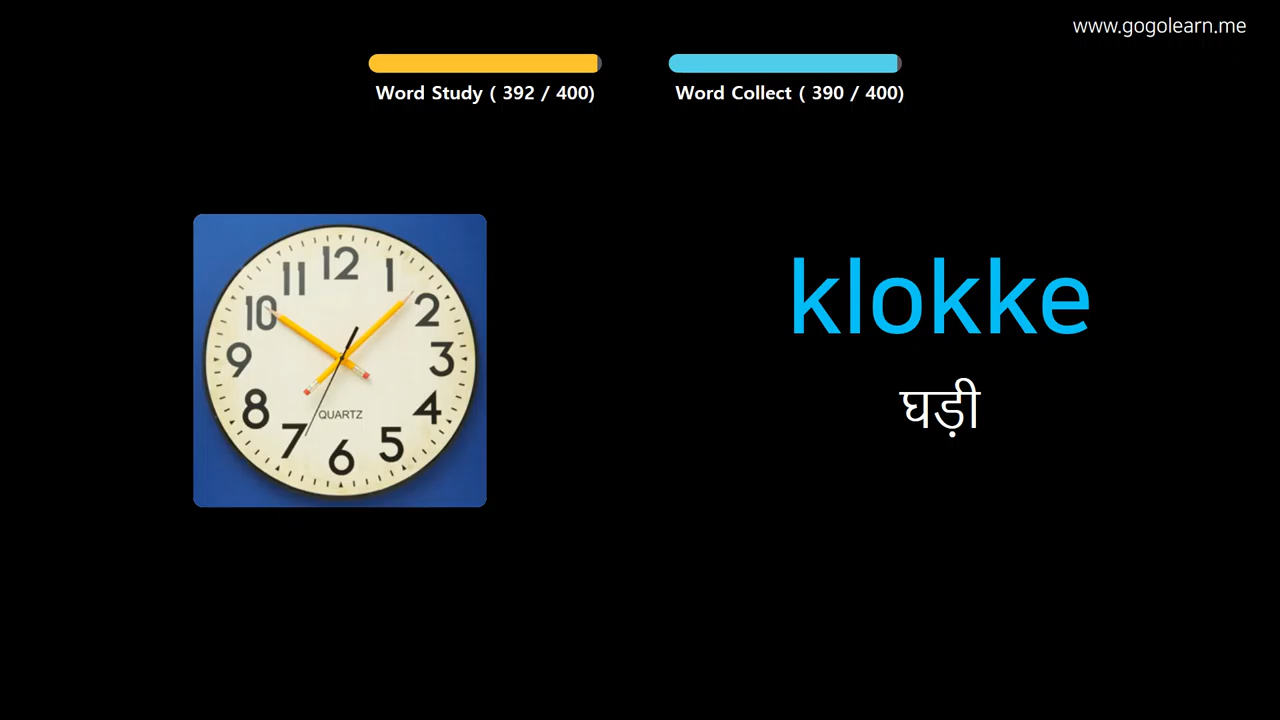 www.gogolearn.me
Word Study ( 392 / 400)
Word Collect ( 390 / 400)
12
11
1
10
2
9
3
8
4
QUARTZ
7
5
6
klokke
घड़ी